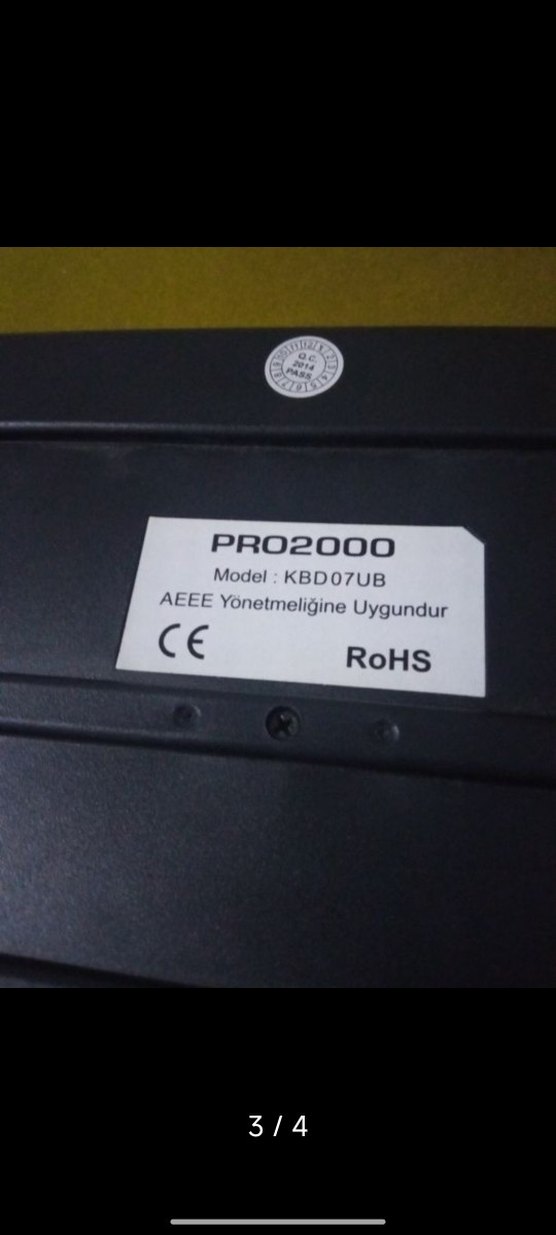 Q.C.
2014
PASS
PRO2000
Model : KBD07UB
AEEE Yönetmeliğine Uygundur
CE
RoHS
3 / 4